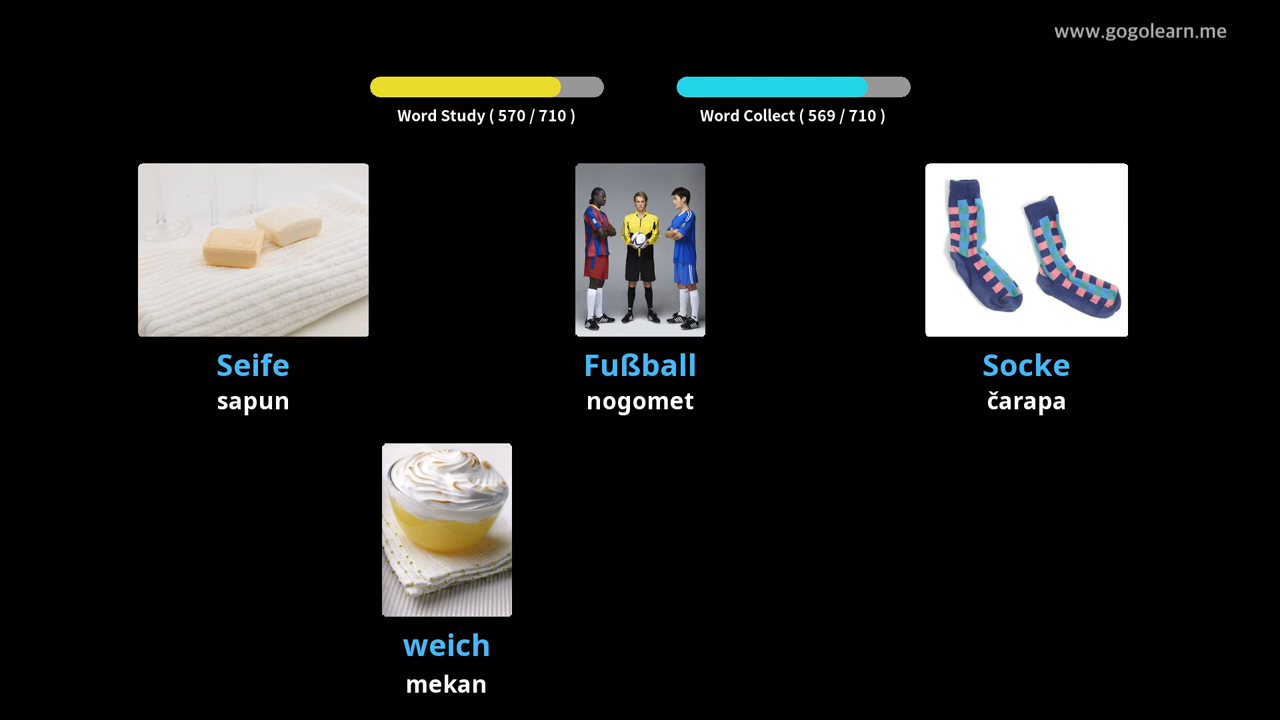 www.gogolearn.me
Word Study ( 570 / 710 )
Word Collect ( 569 / 710 )
Seife
sapun
Fußball
nogomet
Socke
čarapa
weich
mekan